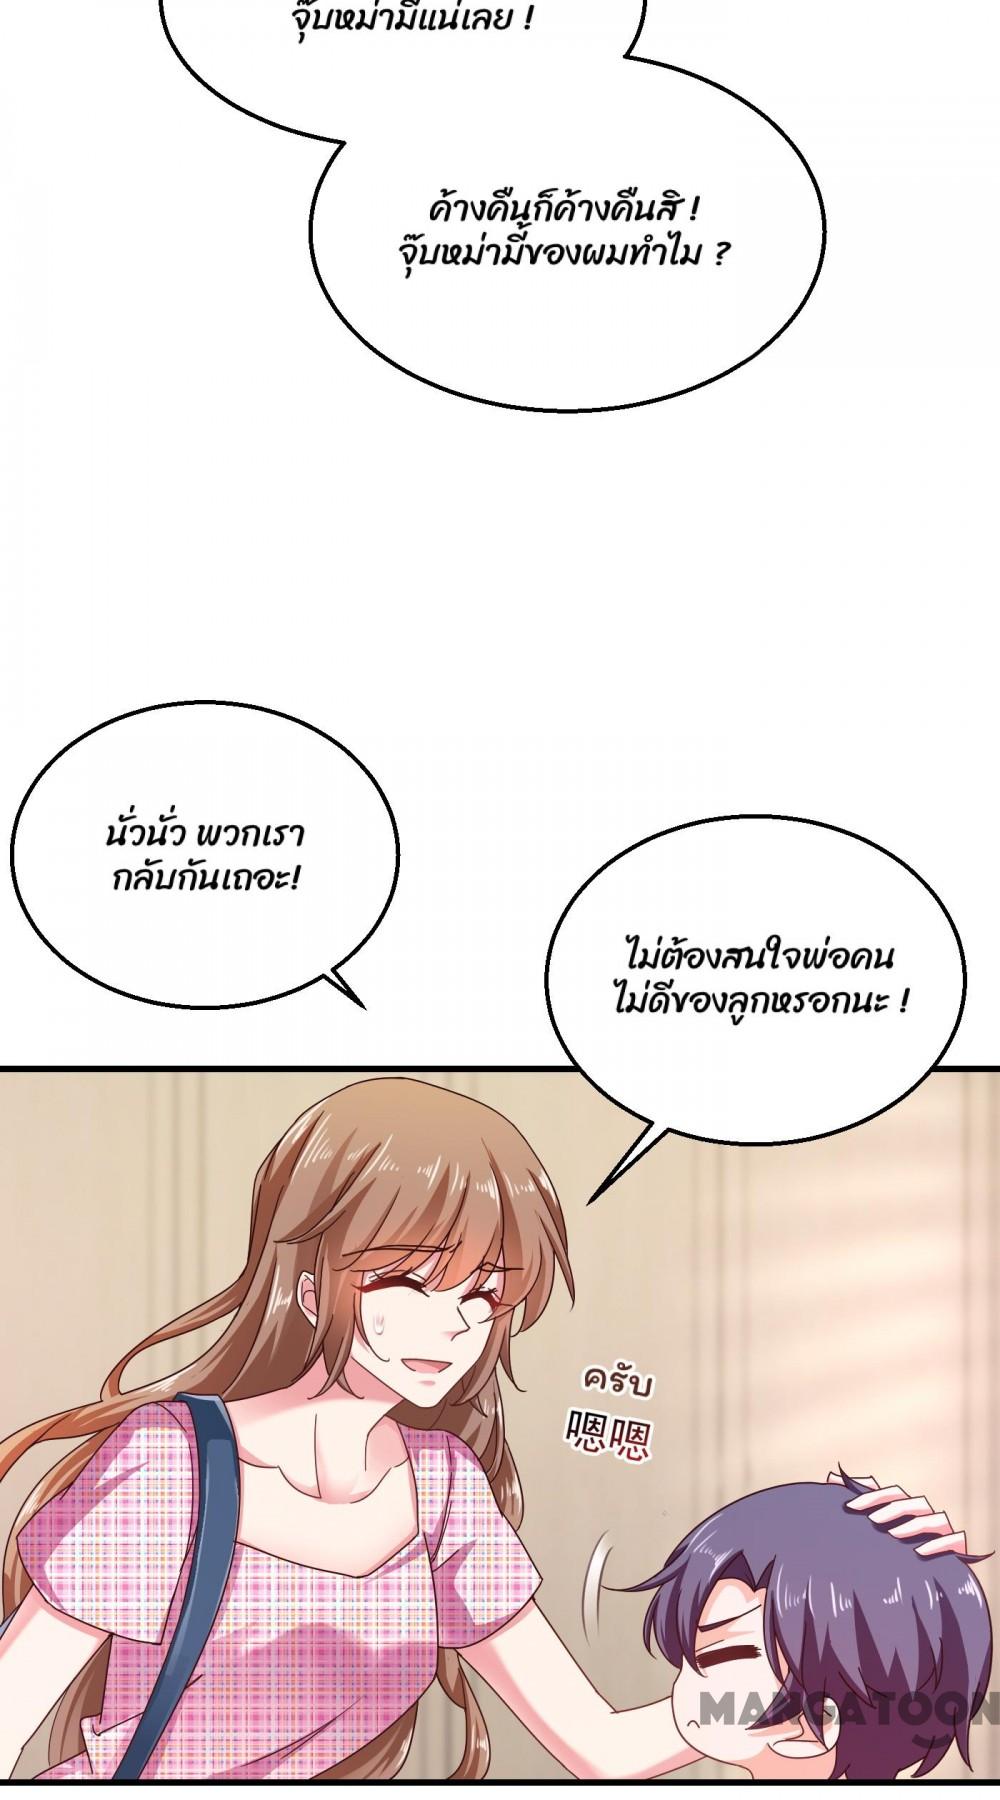 จุ๊บหม่ามี้แน่เลย !
ค้างคืนก็ค้างคืนสิ !
จุ๊บหม่ามี้ของผมทำไม ?
นั่วนั่ว พวกเรา
กลับกันเถอะ!
ไม่ต้องสนใจพ่อคน
ไม่ดีของลูกหรอกนะ !
ครับ
嗯嗯
MANGATOON